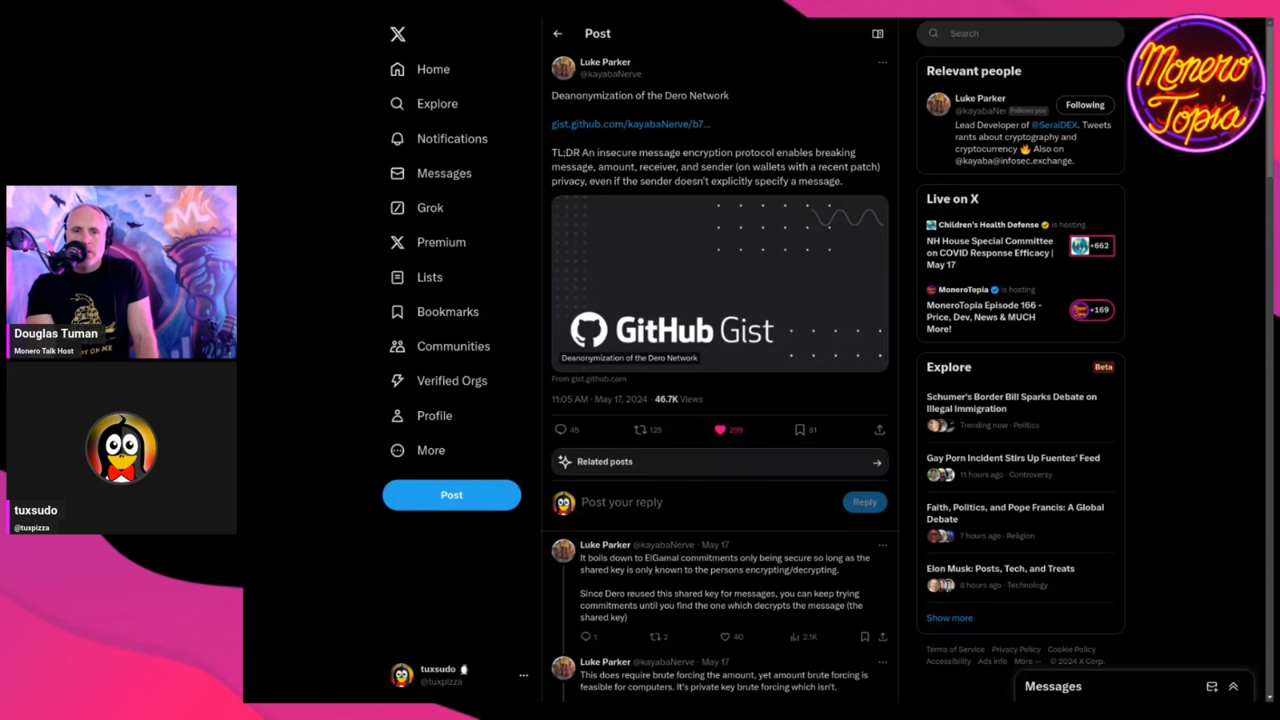 Douglas Tuman
Monero Talk Host
tuxsudo
@tuxpizza
Home
Explore
Notifications
Messages
Grok
Premium
Lists
Bookmarks
Communities
Verified Orgs
Profile
More
Post
tuxsudo
@tuxpizza
Post
Luke Parker
@kayabaNerve
Deanonymization of the Dero Network
gist.github.com/kayabaNerve/b7...
TL;DR An insecure message encryption protocol enables breaking
message, amount, receiver, and sender (on wallets with a recent patch)
privacy, even if the sender doesn't explicitly specify a message.
GitHub Gist
Deanonymization of the Dero Network
From gist.github.com
11:05 AM · May 17, 2024 · 46.7K Views
45 125 299 81
Related posts
Post your reply
Reply
Luke Parker @kayabaNerve · May 17
It boils down to ElGamal commitments only being secure so long as the
shared key is only known to the persons encrypting/decrypting.
Since Dero reused this shared key for messages, you can keep trying
commitments until you find the one which decrypts the message (the
shared key)
1 2 40 2.1K
Luke Parker @kayabaNerve · May 17
This does require brute forcing the amount, yet amount brute forcing is
feasible for computers. It's private key brute forcing which isn't.
Search
Relevant people
Luke Parker
@kayabaNer Follows you
Following
Lead Developer of @SeraiDEX. Tweets
rants about cryptography and
cryptocurrency Also on
@kayaba@infosec.exchange.
Live on X
Children's Health Defense is hosting
NH House Special Committee
on COVID Response Efficacy |
May 17
+662
MoneroTopia is hosting
MoneroTopia Episode 166 -
Price, Dev, News & MUCH
More!
+169
Explore
Beta
Schumer's Border Bill Sparks Debate on
Illegal Immigration
Trending now · Politics
Gay Porn Incident Stirs Up Fuentes' Feed
11 hours ago · Controversy
Faith, Politics, and Pope Francis: A Global
Debate
7 hours ago · Religion
Elon Musk: Posts, Tech, and Treats
8 hours ago · Technology
Show more
Terms of Service Privacy Policy Cookie Policy
Accessibility Ads info More ··· © 2024 X Corp.
Messages
Monero
Topia